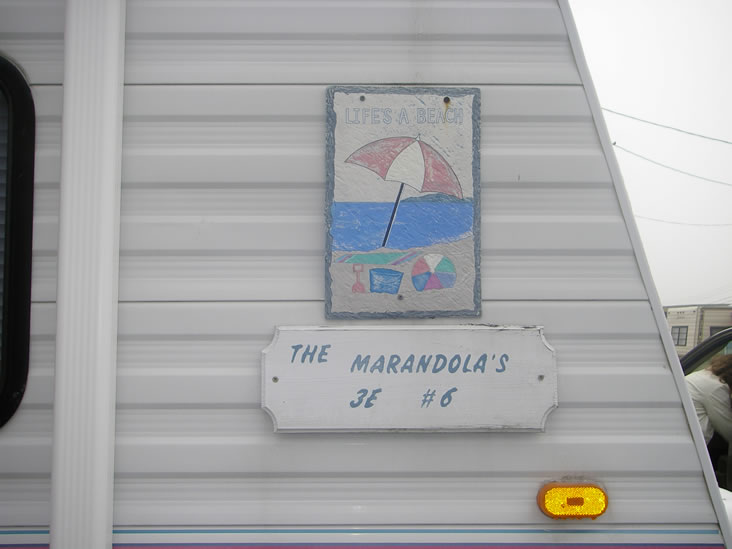 LIFE'S A BEACH
THE MARANDOLA'S
3E #6